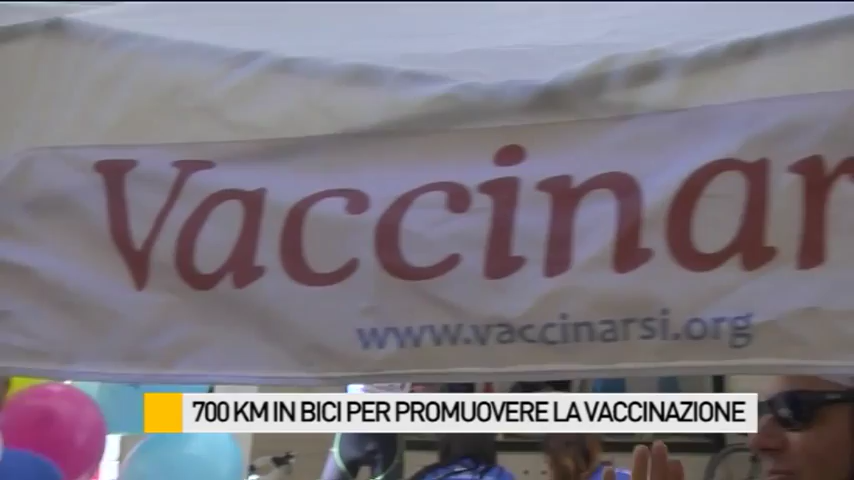 Vaccinar
www.vaccinarsi.org
700 KM IN BICI PER PROMUOVERE LA VACCINAZIONE